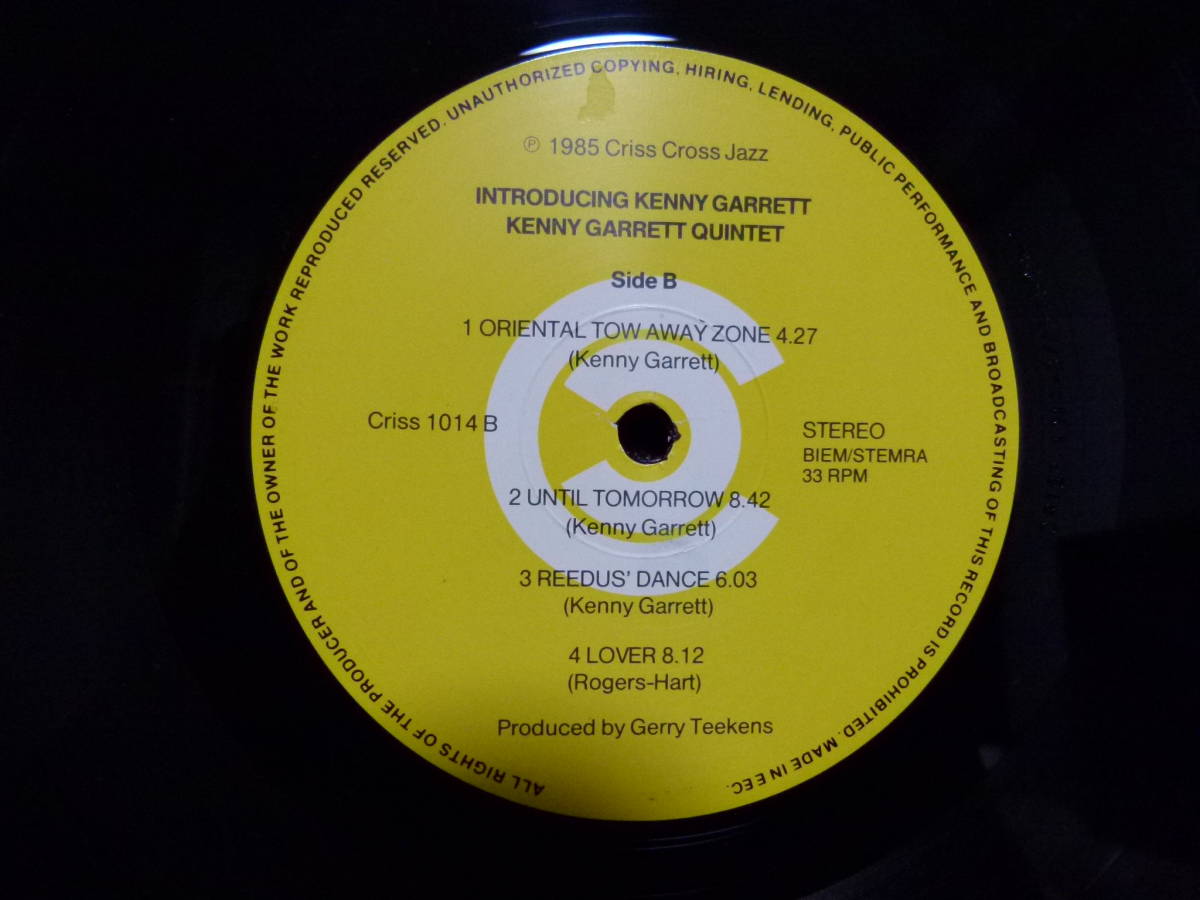 ALL RIGHTS OF THE PRODUCER AND OF THE OWNER OF THE WORK REPRODUCED RESERVED. UNAUTHORIZED COPYING, HIRING, LENDING, PUBLIC PERFORMANCE AND BROADCASTING OF THIS RECORD IS PROHIBITED. MADE IN EEC.
℗ 1985 Criss Cross Jazz
INTRODUCING KENNY GARRETT
KENNY GARRETT QUINTET
Side B
1 ORIENTAL TOW AWAY ZONE 4.27
(Kenny Garrett)
Criss 1014 B
STEREO
BIEM/STEMRA
33 RPM
2 UNTIL TOMORROW 8.42
(Kenny Garrett)
3 REEDUS' DANCE 6.03
(Kenny Garrett)
4 LOVER 8.12
(Rogers-Hart)
Produced by Gerry Teekens